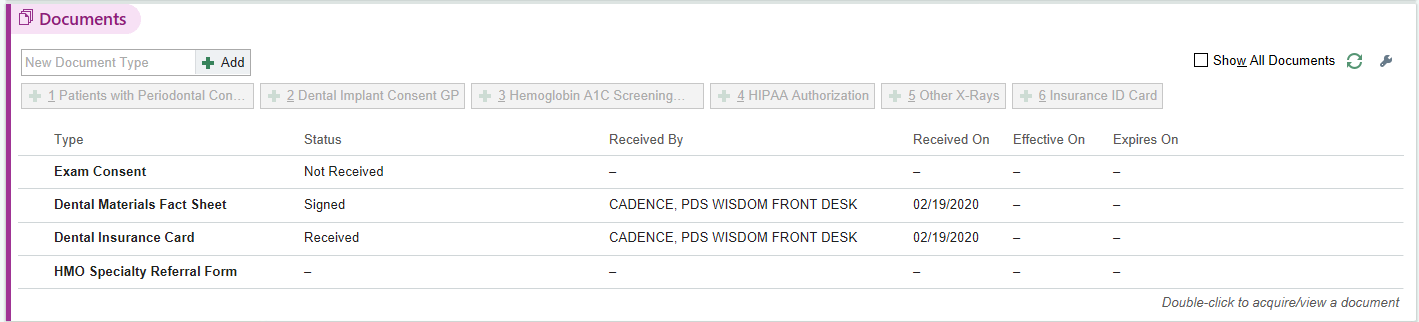 Documents
New Document Type Add Show All Documents
1 Patients with Periodontal Con... 2 Dental Implant Consent GP 3 Hemoglobin A1C Screening... 4 HIPAA Authorization 5 Other X-Rays 6 Insurance ID Card
Type Status Received By Received On Effective On Expires On
Exam Consent Not Received – – – –
Dental Materials Fact Sheet Signed CADENCE, PDS WISDOM FRONT DESK 02/19/2020 – –
Dental Insurance Card Received CADENCE, PDS WISDOM FRONT DESK 02/19/2020 – –
HMO Specialty Referral Form – – – – –
Double-click to acquire/view a document